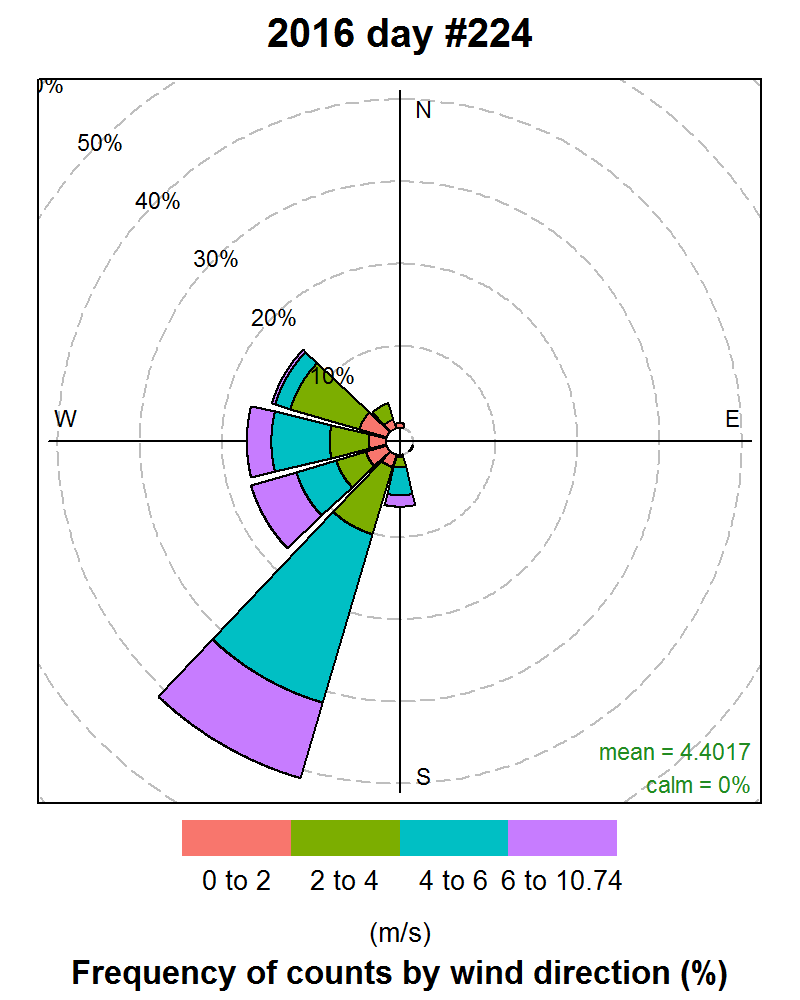 2016 day #224
0%
N
50%
40%
30%
20%
10%
W
E
S
mean = 4.4017
calm = 0%
0 to 2 2 to 4 4 to 6 6 to 10.74
(m/s)
Frequency of counts by wind direction (%)